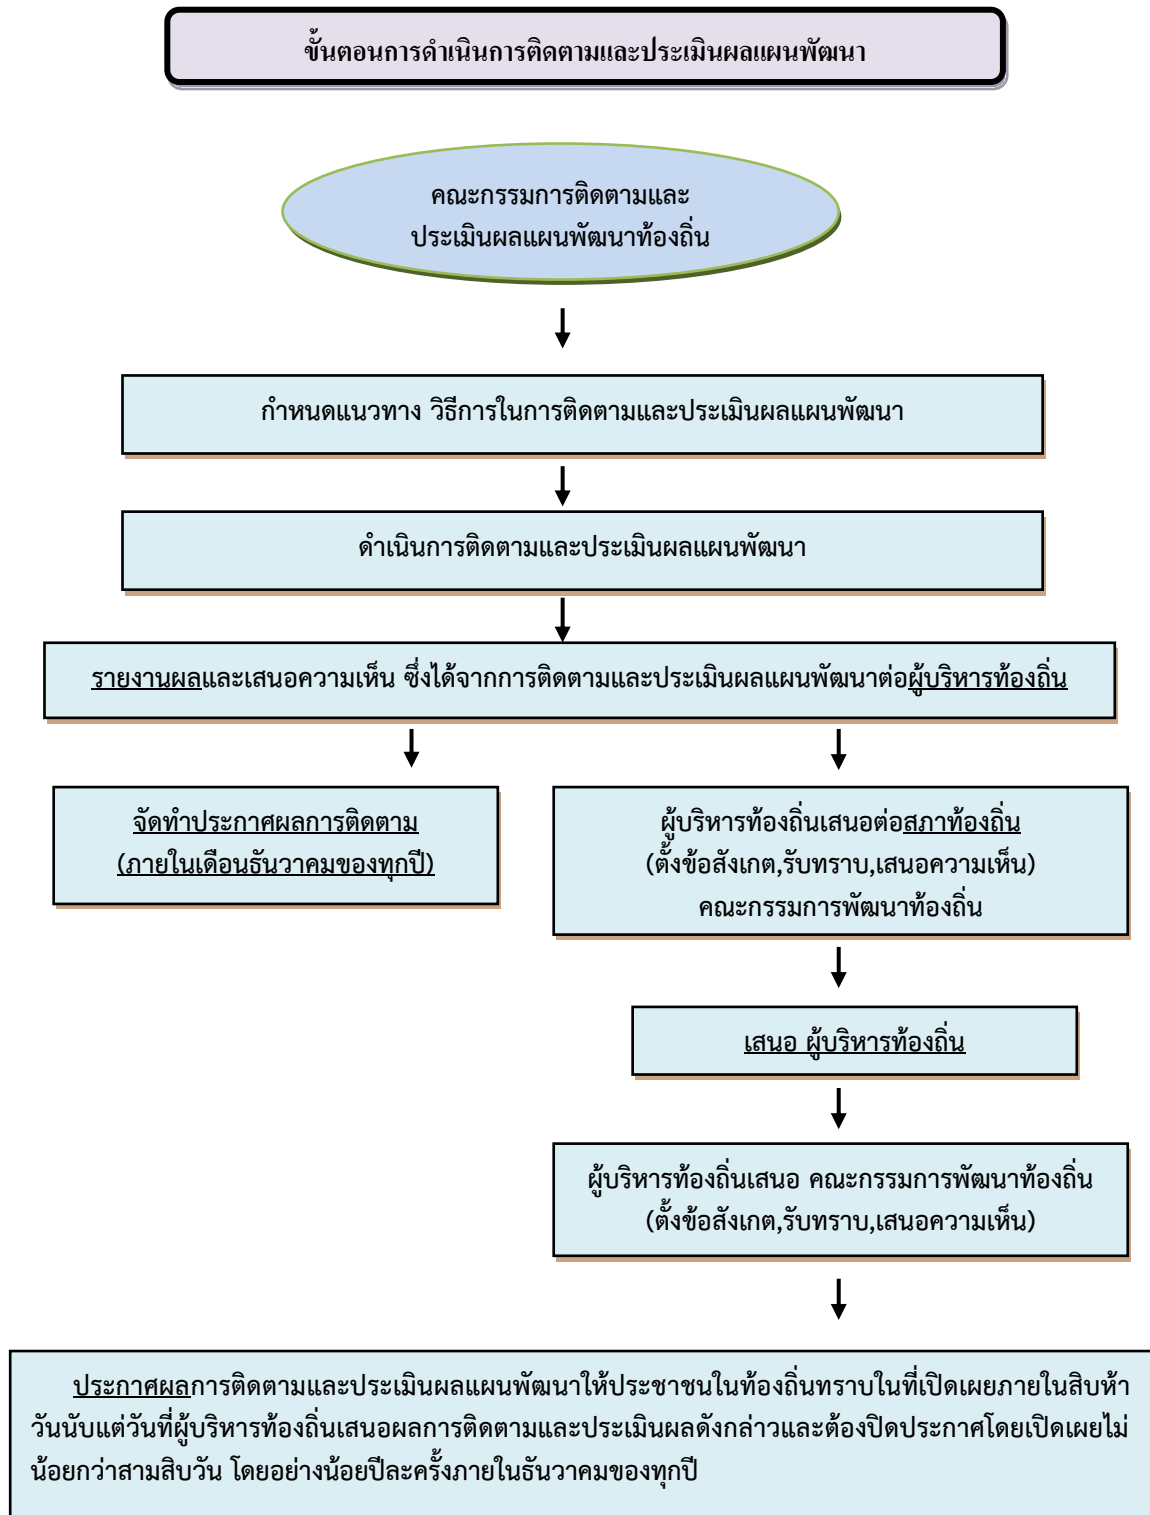 ขั้นตอนการดำเนินการติดตามและประเมินผลแผนพัฒนา
คณะกรรมการติดตามและ
ประเมินผลแผนพัฒนาท้องถิ่น
กำหนดแนวทาง วิธีการในการติดตามและประเมินผลแผนพัฒนา
ดำเนินการติดตามและประเมินผลแผนพัฒนา
รายงานผลและเสนอความเห็น ซึ่งได้จากการติดตามและประเมินผลแผนพัฒนาต่อผู้บริหารท้องถิ่น
จัดทำประกาศผลการติดตาม
(ภายในเดือนธันวาคมของทุกปี)
ผู้บริหารท้องถิ่นเสนอต่อสภาท้องถิ่น
(ตั้งข้อสังเกต,รับทราบ,เสนอความเห็น)
คณะกรรมการพัฒนาท้องถิ่น
เสนอ ผู้บริหารท้องถิ่น
ผู้บริหารท้องถิ่นเสนอ คณะกรรมการพัฒนาท้องถิ่น
(ตั้งข้อสังเกต,รับทราบ,เสนอความเห็น)
ประกาศผลการติดตามและประเมินผลแผนพัฒนาให้ประชาชนในท้องถิ่นทราบในที่เปิดเผยภายในสิบห้า
วันนับแต่วันที่ผู้บริหารท้องถิ่นเสนอผลการติดตามและประเมินผลดังกล่าวและต้องปิดประกาศโดยเปิดเผยไม่
น้อยกว่าสามสิบวัน โดยอย่างน้อยปีละครั้งภายในธันวาคมของทุกปี